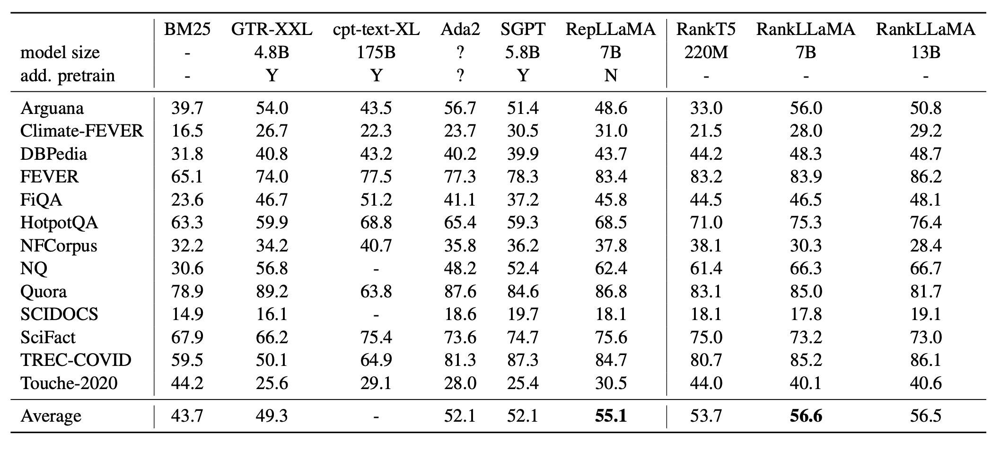 BM25 GTR-XXL cpt-text-XL Ada2 SGPT RepLLaMA RankT5 RankLLaMA RankLLaMA
model size - 4.8B 175B ? 5.8B 7B 220M 7B 13B
add. pretrain - Y Y ? Y N - - -
Arguana 39.7 54.0 43.5 56.7 51.4 48.6 33.0 56.0 50.8
Climate-FEVER 16.5 26.7 22.3 23.7 30.5 31.0 21.5 28.0 29.2
DBPedia 31.8 40.8 43.2 40.2 39.9 43.7 44.2 48.3 48.7
FEVER 65.1 74.0 77.5 77.3 78.3 83.4 83.2 83.9 86.2
FiQA 23.6 46.7 51.2 41.1 37.2 45.8 44.5 46.5 48.1
HotpotQA 63.3 59.9 68.8 65.4 59.3 68.5 71.0 75.3 76.4
NFCorpus 32.2 34.2 40.7 35.8 36.2 37.8 38.1 30.3 28.4
NQ 30.6 56.8 - 48.2 52.4 62.4 61.4 66.3 66.7
Quora 78.9 89.2 63.8 87.6 84.6 86.8 83.1 85.0 81.7
SCIDOCS 14.9 16.1 - 18.6 19.7 18.1 18.1 17.8 19.1
SciFact 67.9 66.2 75.4 73.6 74.7 75.6 75.0 73.2 73.0
TREC-COVID 59.5 50.1 64.9 81.3 87.3 84.7 80.7 85.2 86.1
Touche-2020 44.2 25.6 29.1 28.0 25.4 30.5 44.0 40.1 40.6
Average 43.7 49.3 - 52.1 52.1 55.1 53.7 56.6 56.5